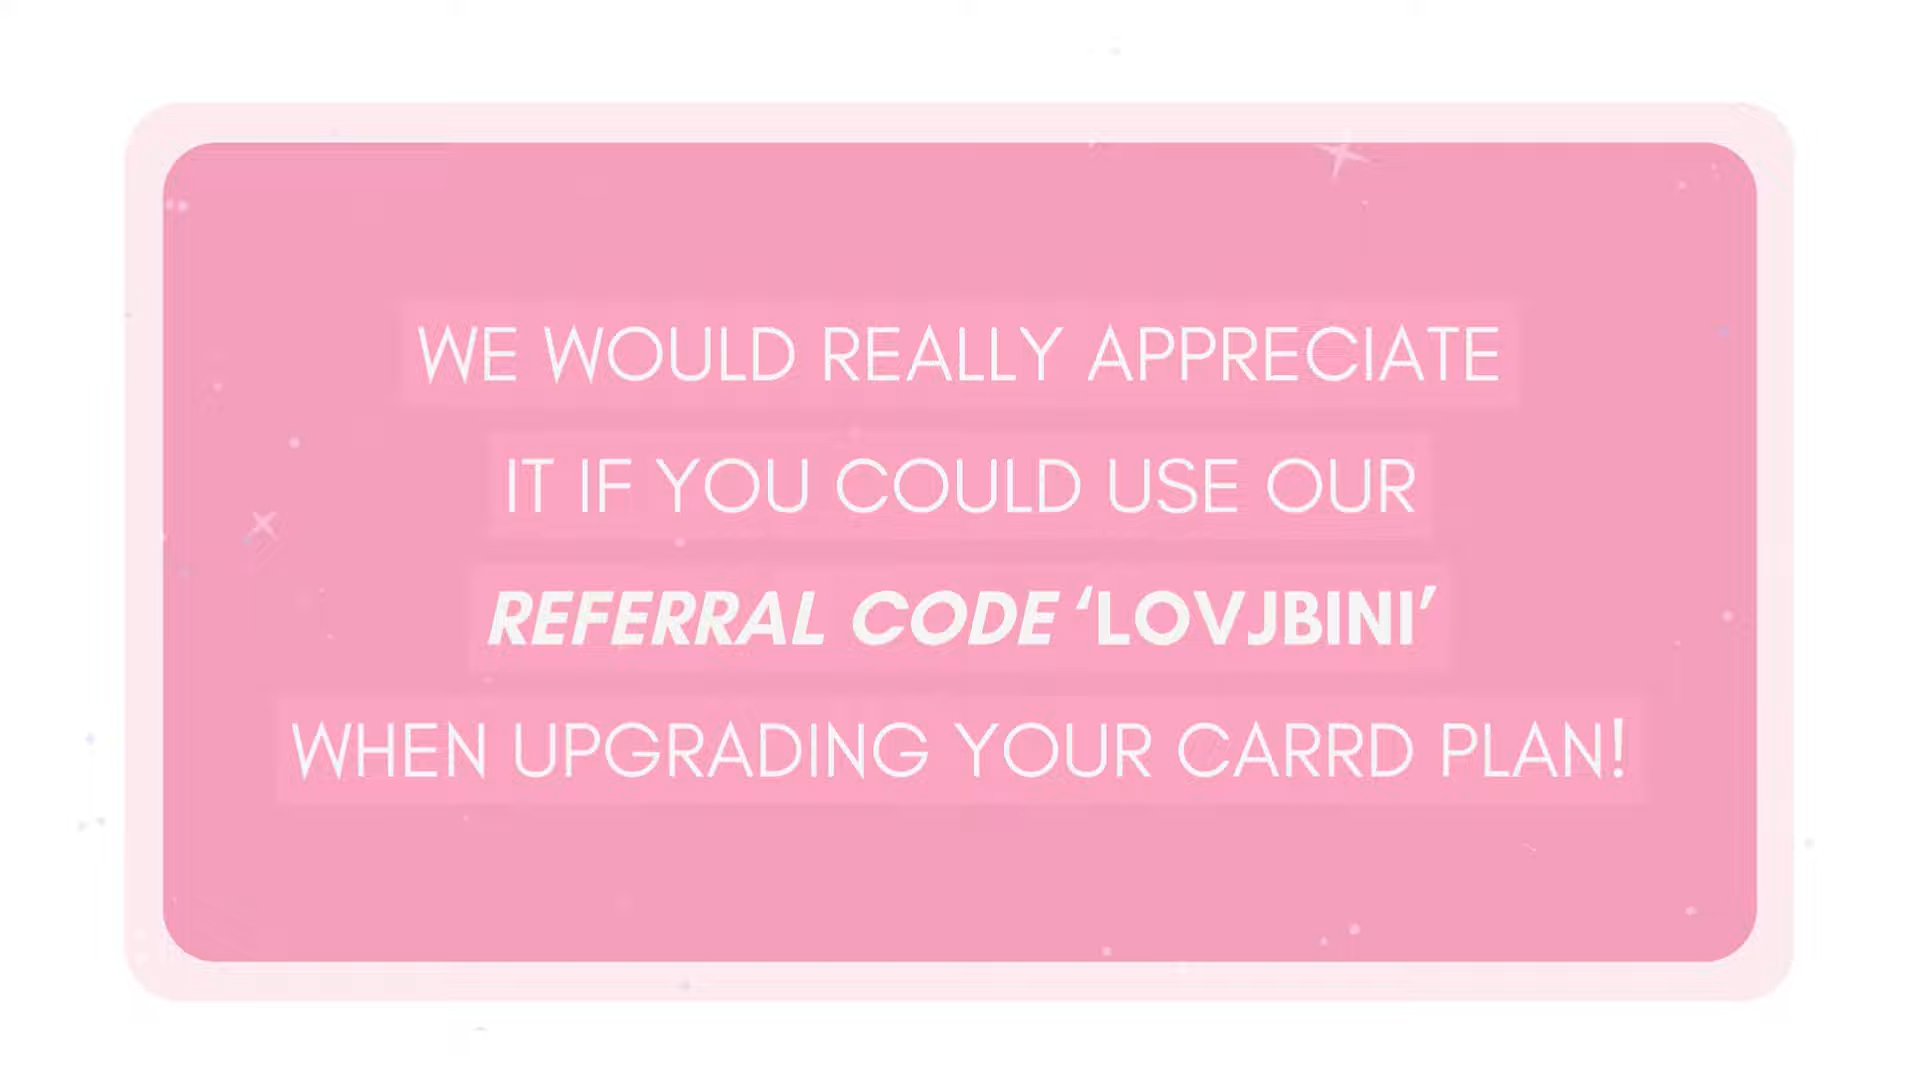 WE WOULD REALLY APPRECIATE
IT IF YOU COULD USE OUR
REFERRAL CODE ‘LOVJBINI’
WHEN UPGRADING YOUR CARRD PLAN!